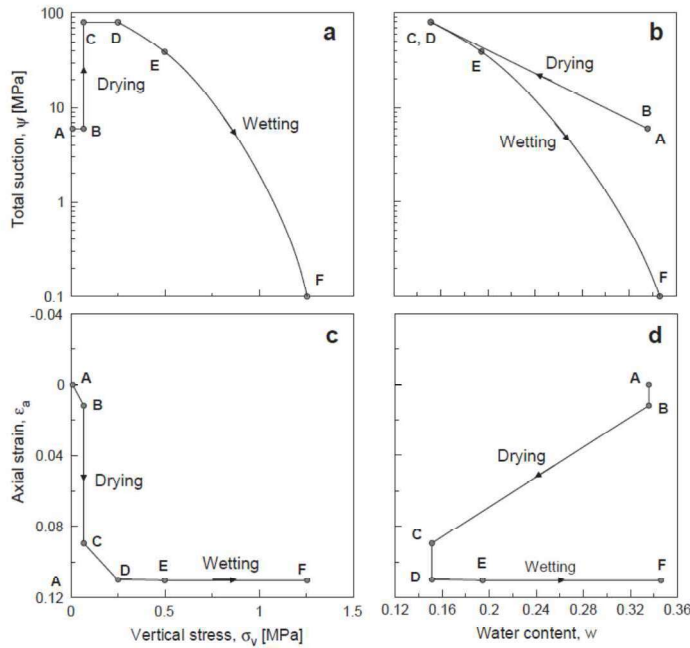 100
10
1
0.1
Total suction, ψ [MPa]
a
C
D
E
Drying
A
B
Wetting
F
b
C, D
E
Drying
B
A
Wetting
F
-0.04
0
0.04
0.08
0.12
Axial strain, εa
c
A
B
Drying
C
A
D
E
Wetting
F
0
0.5
1
1.5
Vertical stress, σv [MPa]
d
A
B
Drying
C
D
E
Wetting
F
0.12
0.16
0.2
0.24
0.28
0.32
0.36
Water content, w